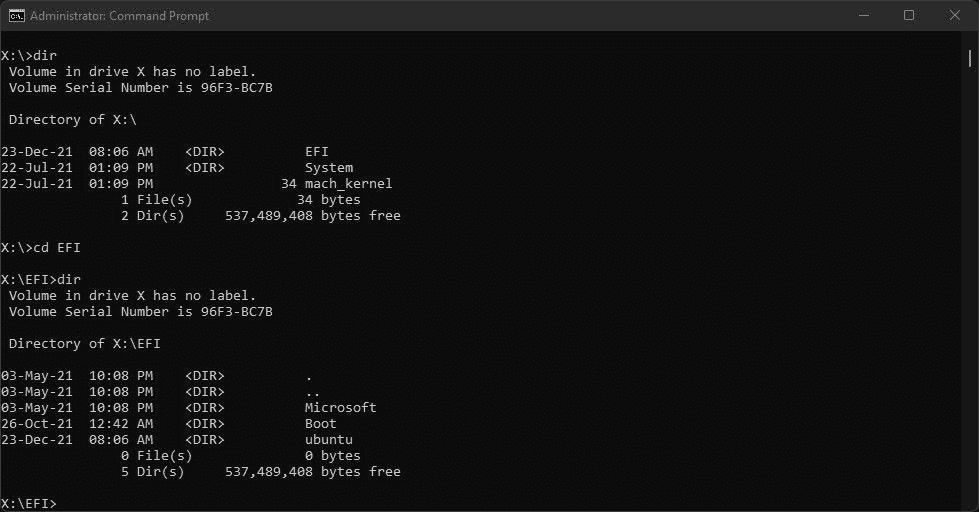 Administrator: Command Prompt
X:\>dir
 Volume in drive X has no label.
 Volume Serial Number is 96F3-BC7B
 Directory of X:\
23-Dec-21  08:06 AM    <DIR>          EFI
22-Jul-21  01:09 PM    <DIR>          System
22-Jul-21  01:09 PM                34 mach_kernel
               1 File(s)             34 bytes
               2 Dir(s)     537,489,408 bytes free
X:\>cd EFI
X:\EFI>dir
 Volume in drive X has no label.
 Volume Serial Number is 96F3-BC7B
 Directory of X:\EFI
03-May-21  10:08 PM    <DIR>          .
03-May-21  10:08 PM    <DIR>          ..
03-May-21  10:08 PM    <DIR>          Microsoft
26-Oct-21  12:42 AM    <DIR>          Boot
23-Dec-21  08:06 AM    <DIR>          ubuntu
               0 File(s)              0 bytes
               5 Dir(s)     537,489,408 bytes free
X:\EFI>